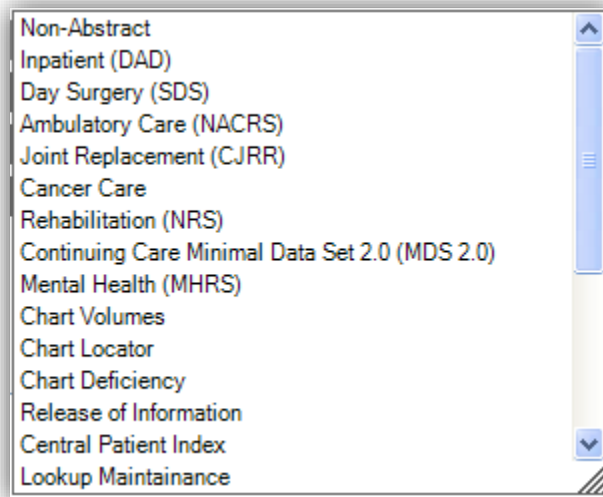 Non-Abstract
Inpatient (DAD)
Day Surgery (SDS)
Ambulatory Care (NACRS)
Joint Replacement (CJRR)
Cancer Care
Rehabilitation (NRS)
Continuing Care Minimal Data Set 2.0 (MDS 2.0)
Mental Health (MHRS)
Chart Volumes
Chart Locator
Chart Deficiency
Release of Information
Central Patient Index
Lookup Maintainance